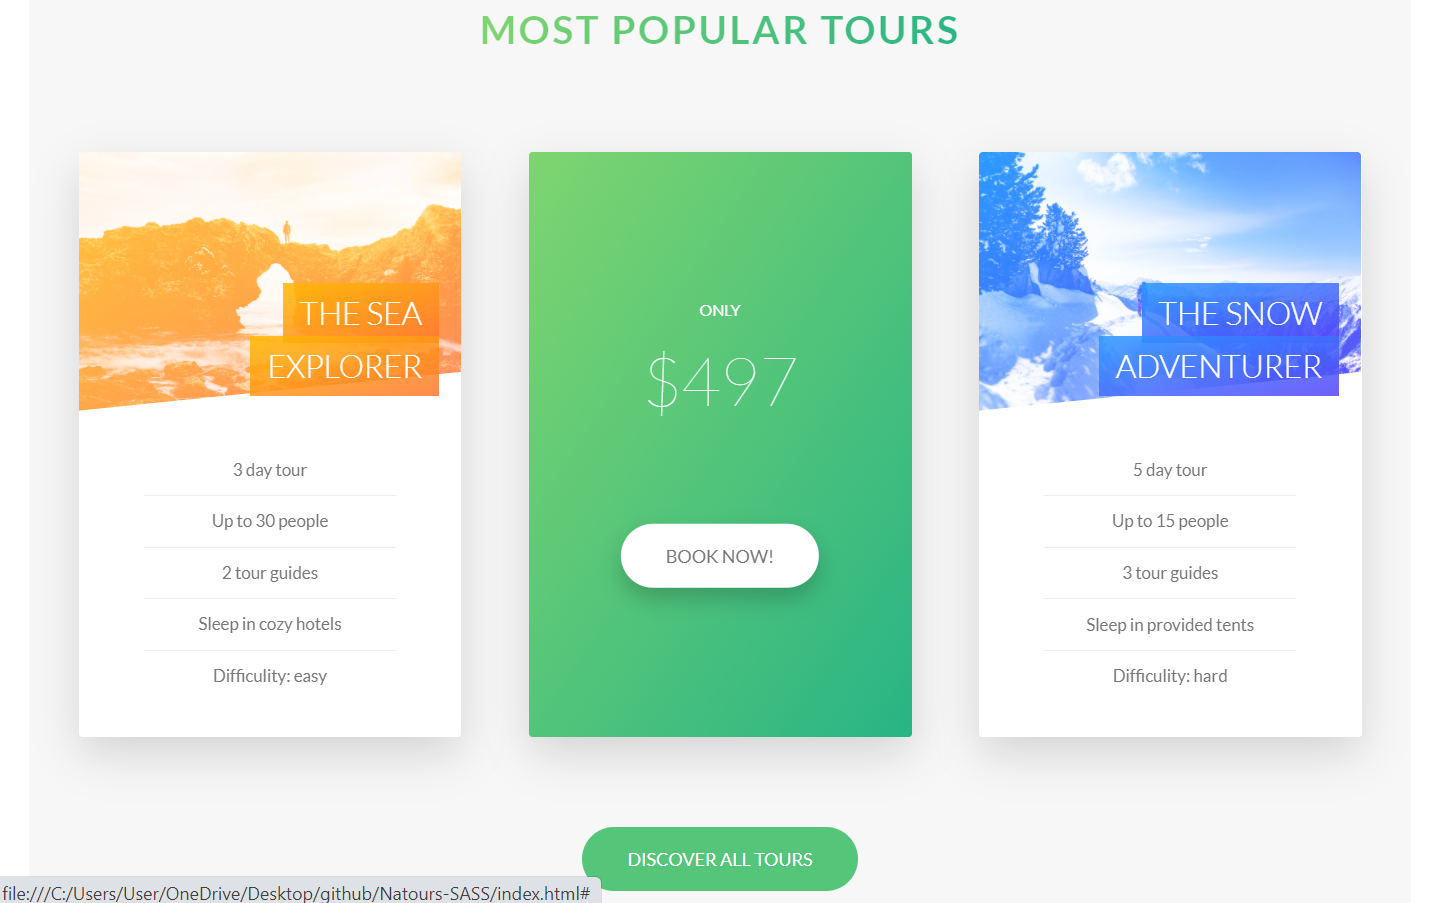 MOST POPULAR TOURS
THE SEA
EXPLORER
3 day tour
Up to 30 people
2 tour guides
Sleep in cozy hotels
Difficulity: easy
ONLY
$497
BOOK NOW!
THE SNOW
ADVENTURER
5 day tour
Up to 15 people
3 tour guides
Sleep in provided tents
Difficulity: hard
DISCOVER ALL TOURS
file:///C:/Users/User/OneDrive/Desktop/github/Natours-SASS/index.html#